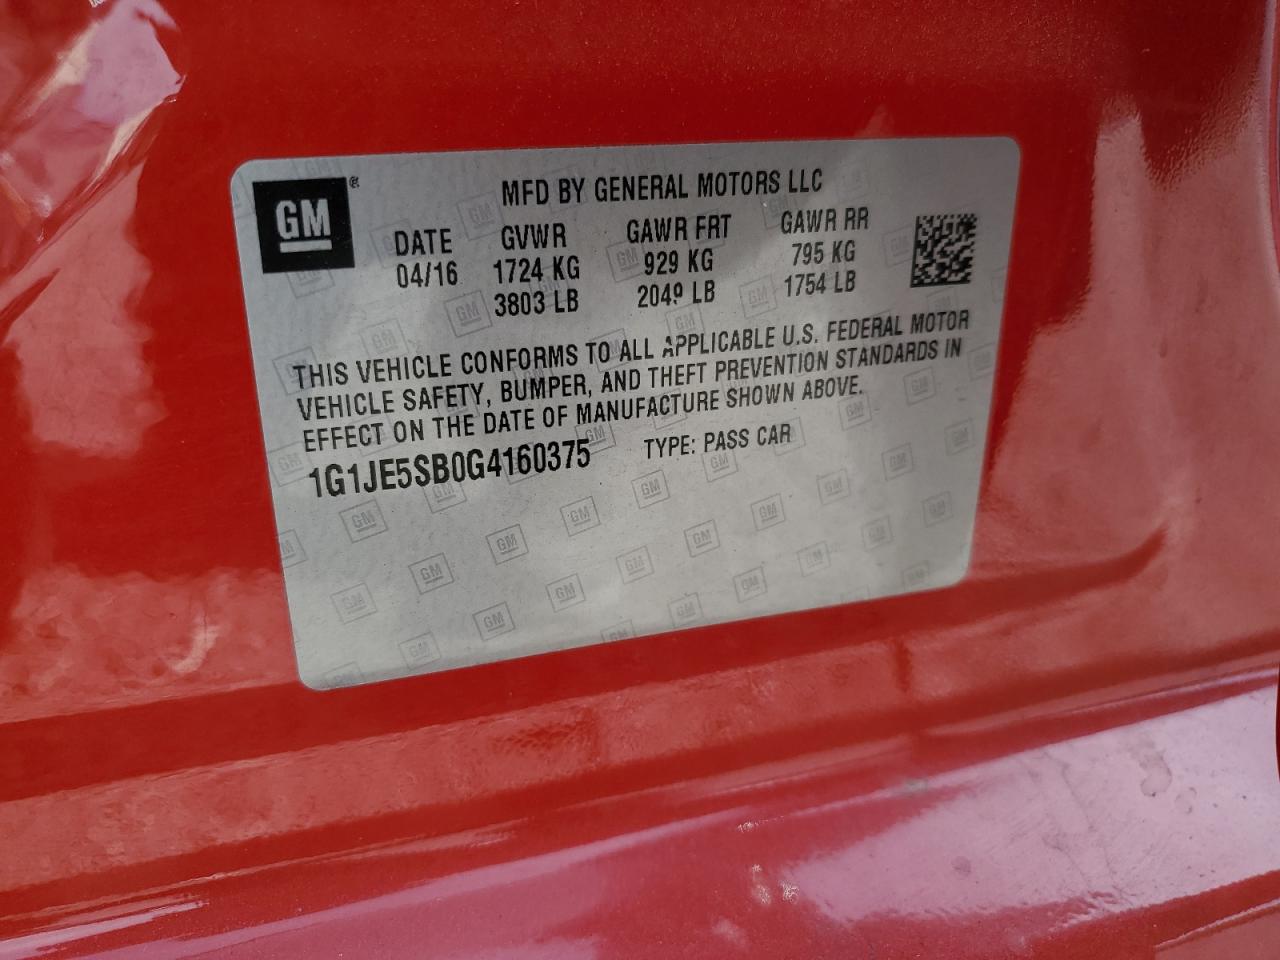 GM®
MFD BY GENERAL MOTORS LLC
DATE GVWR GAWR FRT GAWR RR
04/16 1724 KG 929 KG 795 KG
3803 LB 2049 LB 1754 LB
THIS VEHICLE CONFORMS TO ALL APPLICABLE U.S. FEDERAL MOTOR
VEHICLE SAFETY, BUMPER, AND THEFT PREVENTION STANDARDS IN
EFFECT ON THE DATE OF MANUFACTURE SHOWN ABOVE.
1G1JE5SB0G4160375 TYPE: PASS CAR